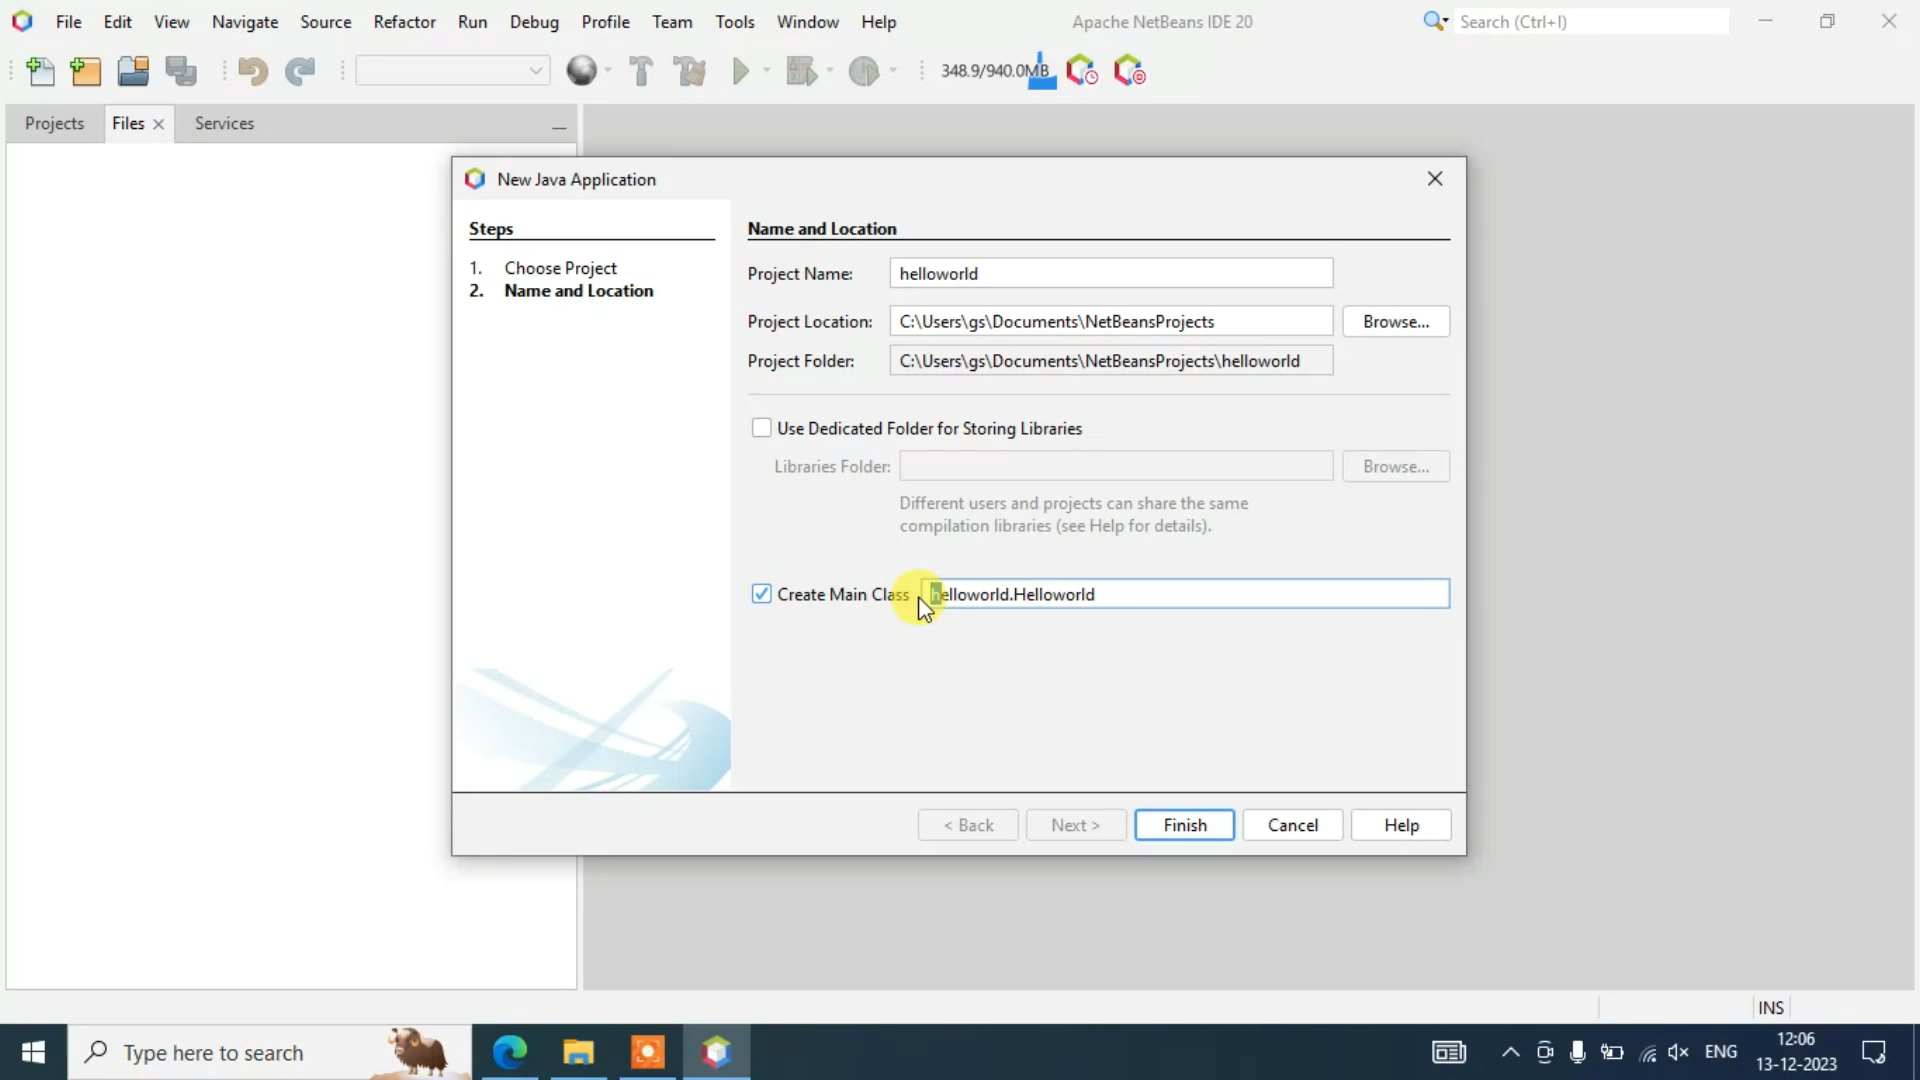 File Edit View Navigate Source Refactor Run Debug Profile Team Tools Window Help
Apache NetBeans IDE 20
Search (Ctrl+I)
348.9/940.0MB
Projects Files Services
New Java Application
Steps
1. Choose Project
2. Name and Location
Name and Location
Project Name: helloworld
Project Location: C:\Users\gs\Documents\NetBeansProjects Browse...
Project Folder: C:\Users\gs\Documents\NetBeansProjects\helloworld
Use Dedicated Folder for Storing Libraries
Libraries Folder: Browse...
Different users and projects can share the same
compilation libraries (see Help for details).
Create Main Class helloworld.Helloworld
< Back Next > Finish Cancel Help
INS
Type here to search
ENG
12:06
13-12-2023